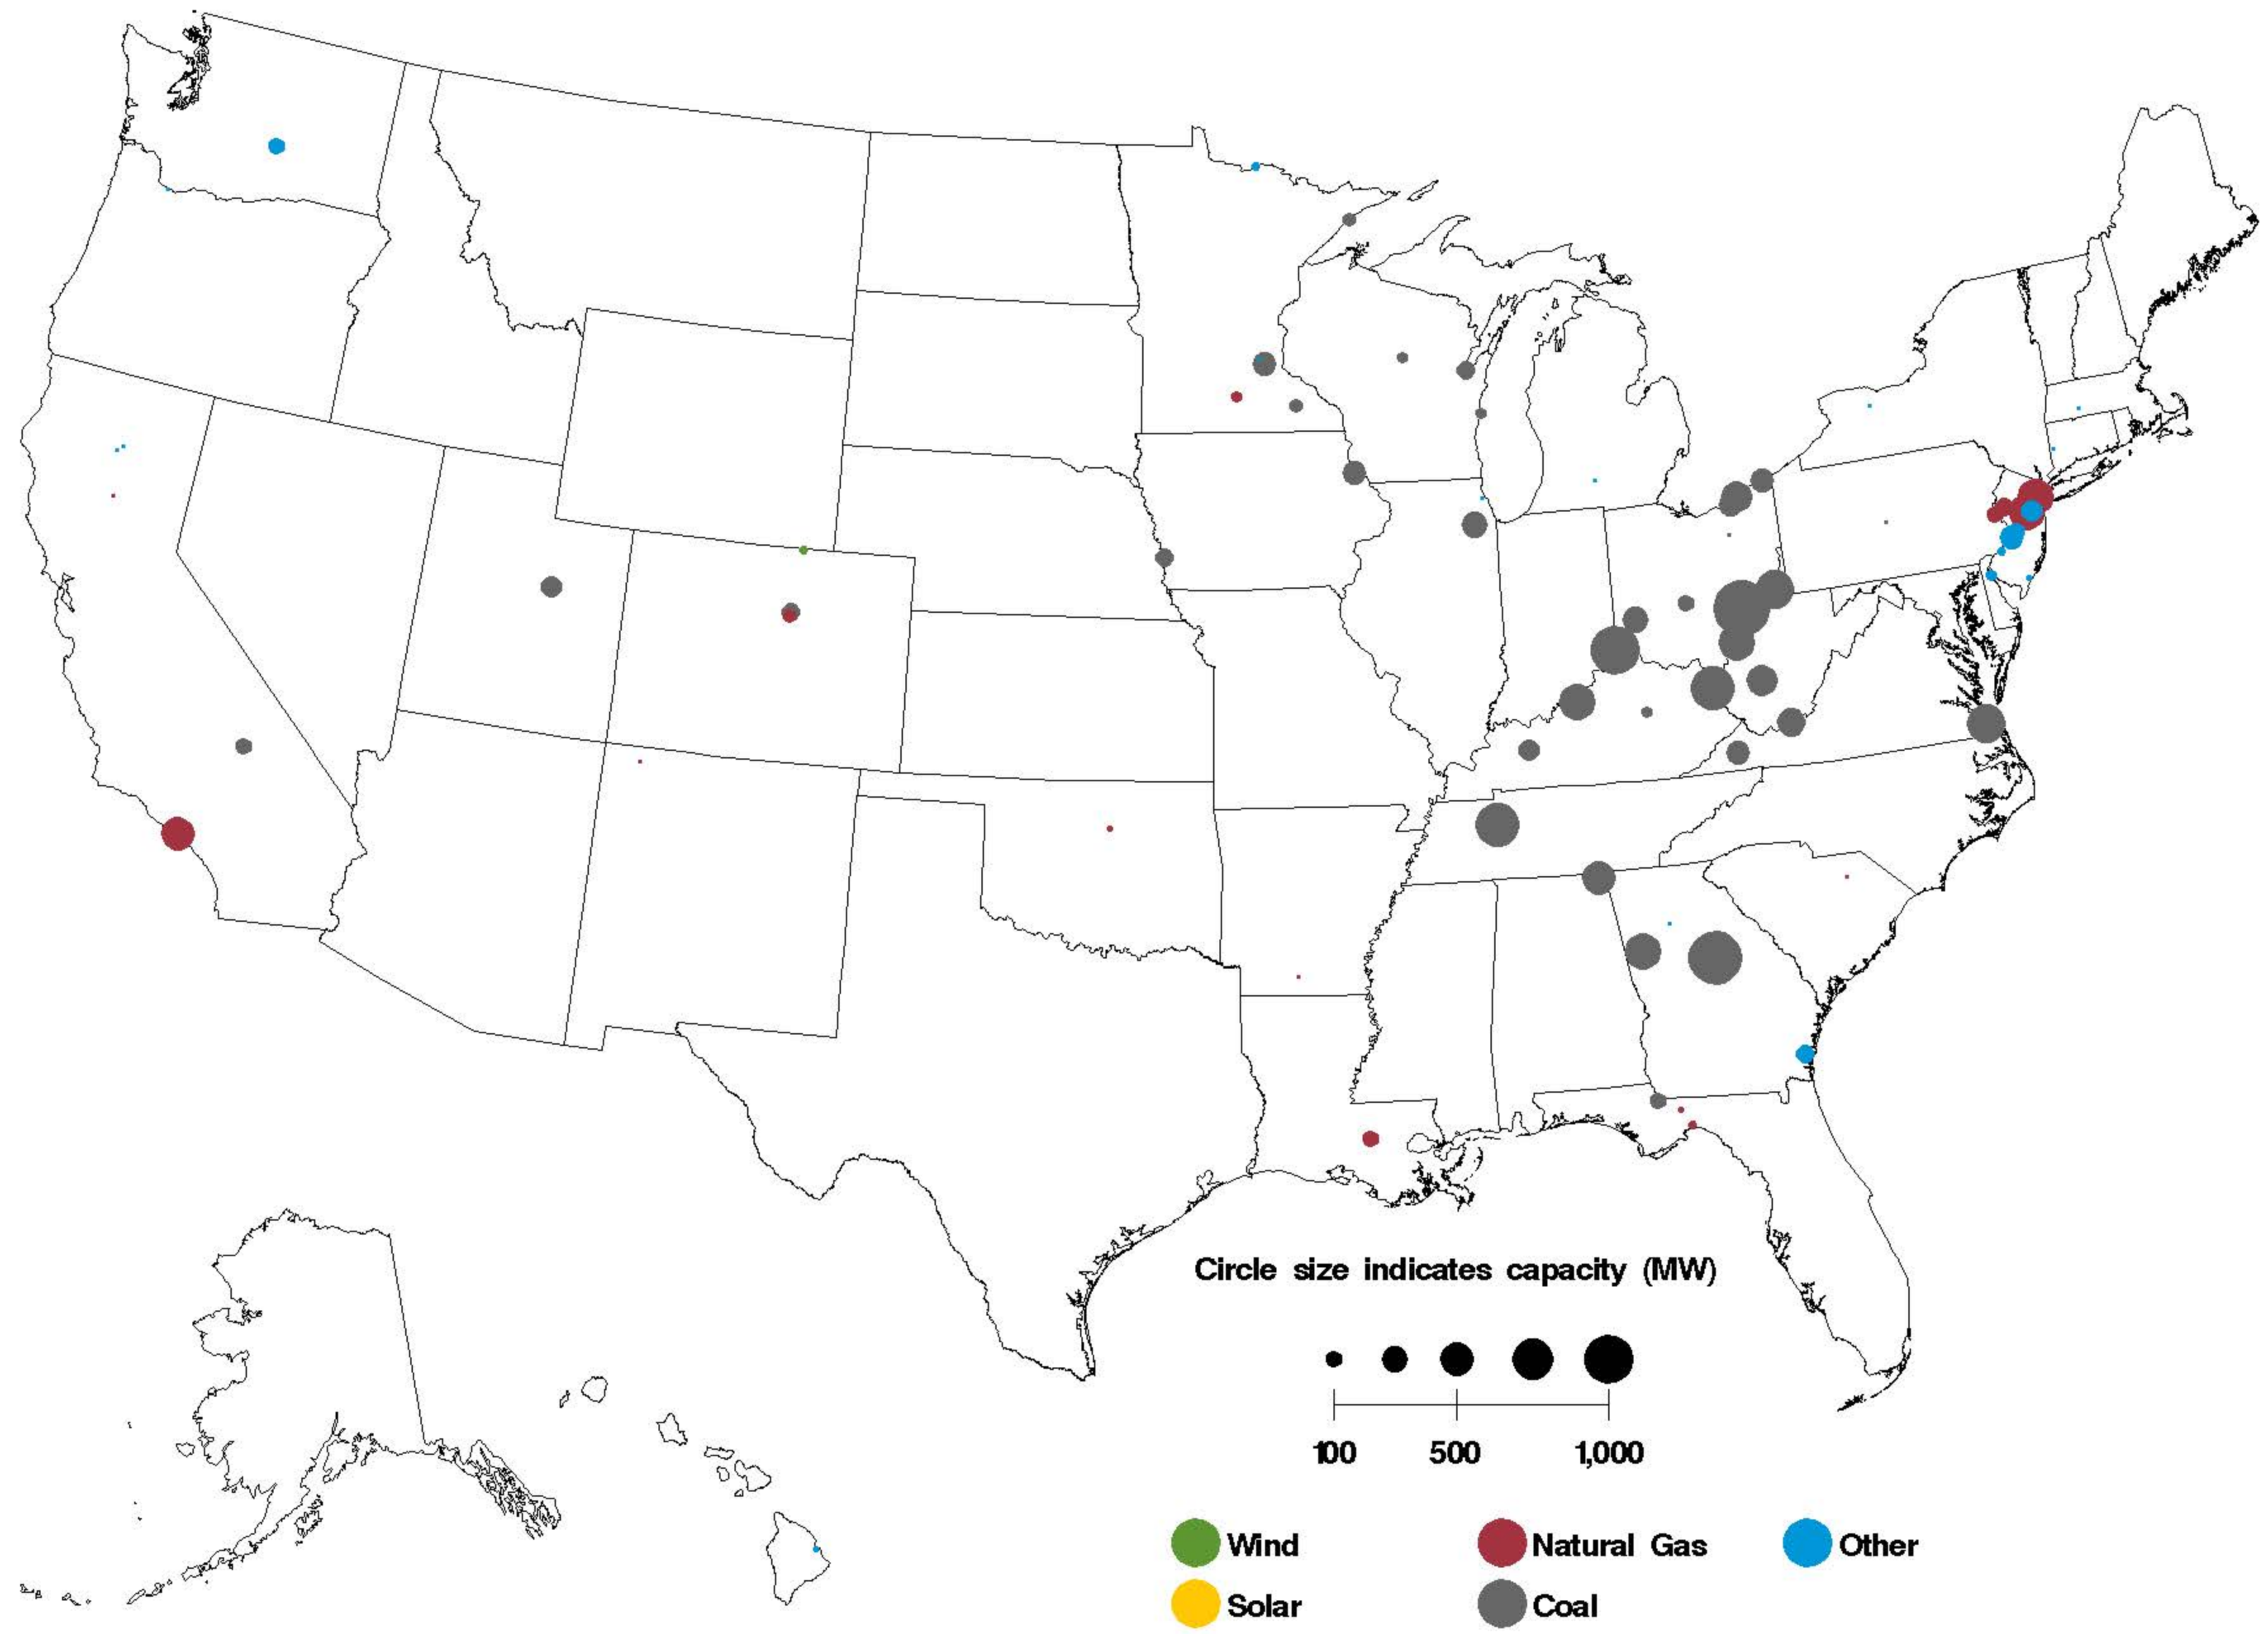 Circle size indicates capacity (MW)
100 500 1,000
Wind Natural Gas Other
Solar Coal